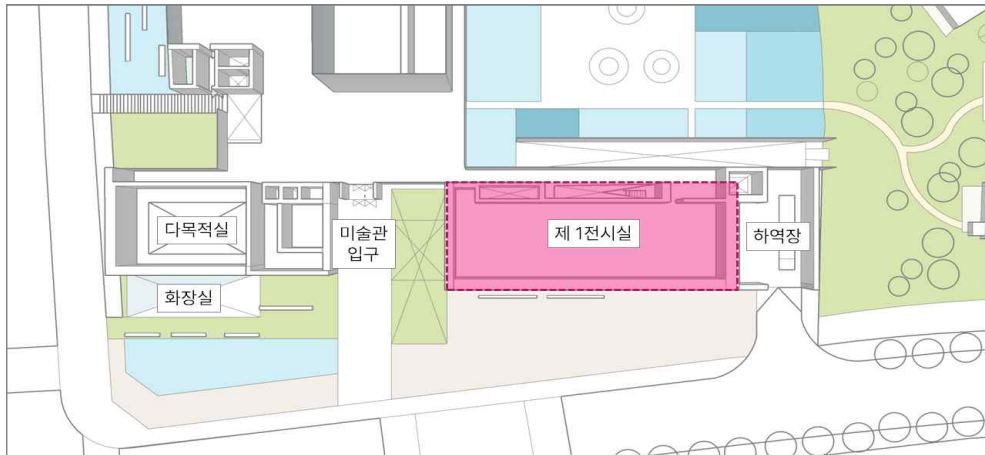 다목적실
미술관
입구
제 1전시실
하역장
화장실